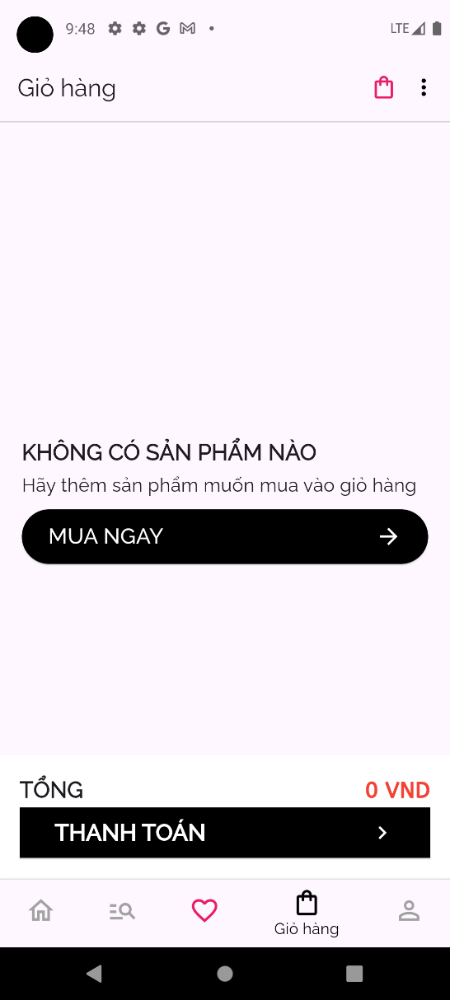 9:48
LTE
Giỏ hàng
KHÔNG CÓ SẢN PHẨM NÀO
Hãy thêm sản phẩm muốn mua vào giỏ hàng
MUA NGAY
TỔNG
0 VND
THANH TOÁN
Giỏ hàng